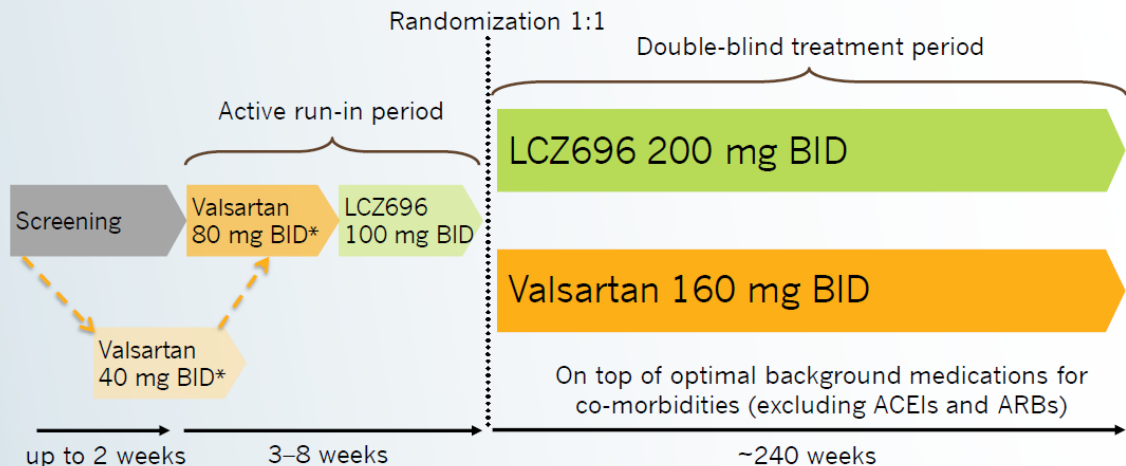 Randomization 1:1
Double-blind treatment period
Active run-in period
LCZ696 200 mg BID
Screening
Valsartan
80 mg BID*
LCZ696
100 mg BID
Valsartan 160 mg BID
Valsartan
40 mg BID*
On top of optimal background medications for
co-morbidities (excluding ACEIs and ARBs)
up to 2 weeks
3–8 weeks
~240 weeks